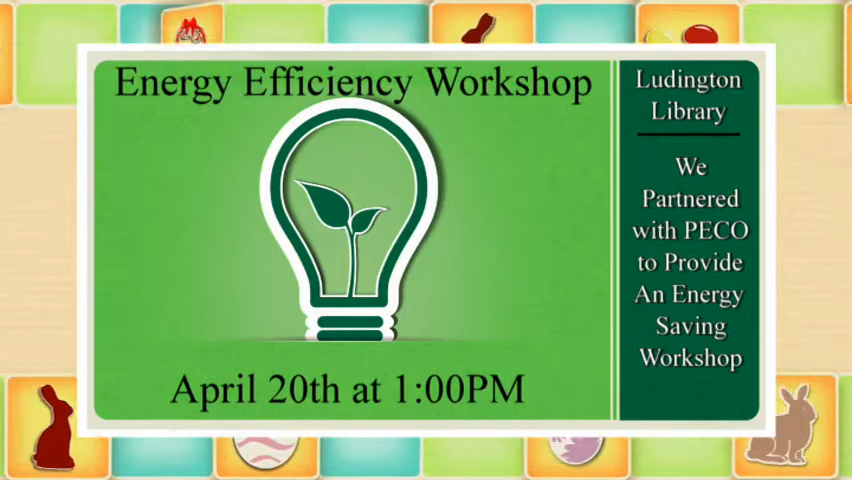 Energy Efficiency Workshop
April 20th at 1:00PM
Ludington
Library
We
Partnered
with PECO
to Provide
An Energy
Saving
Workshop